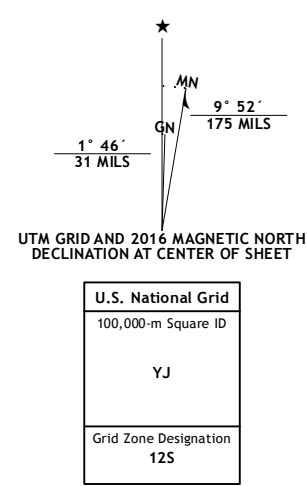 MN
9° 52´
175 MILS
GN
1° 46´
31 MILS
UTM GRID AND 2016 MAGNETIC NORTH
DECLINATION AT CENTER OF SHEET
U.S. National Grid
100,000-m Square ID
YJ
Grid Zone Designation
12S